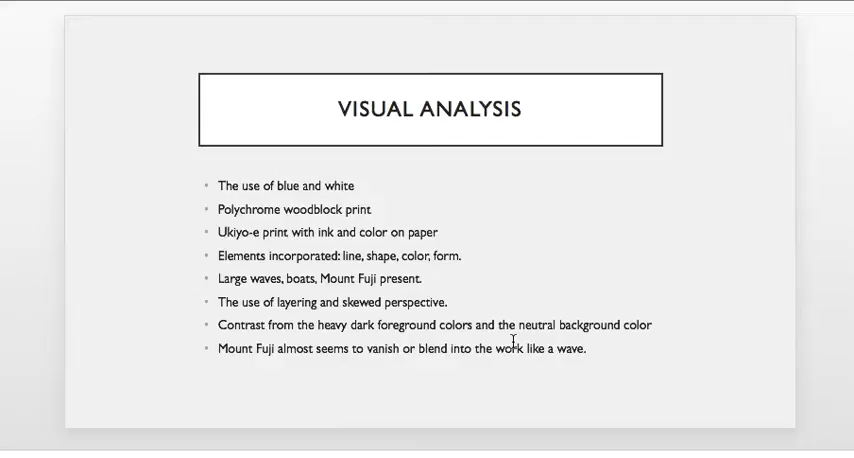 VISUAL ANALYSIS
• The use of blue and white
• Polychrome woodblock print
• Ukiyo-e print with ink and color on paper
• Elements incorporated: line, shape, color, form.
• Large waves, boats, Mount Fuji present.
• The use of layering and skewed perspective.
• Contrast from the heavy dark foreground colors and the neutral background color
• Mount Fuji almost seems to vanish or blend into the work like a wave.